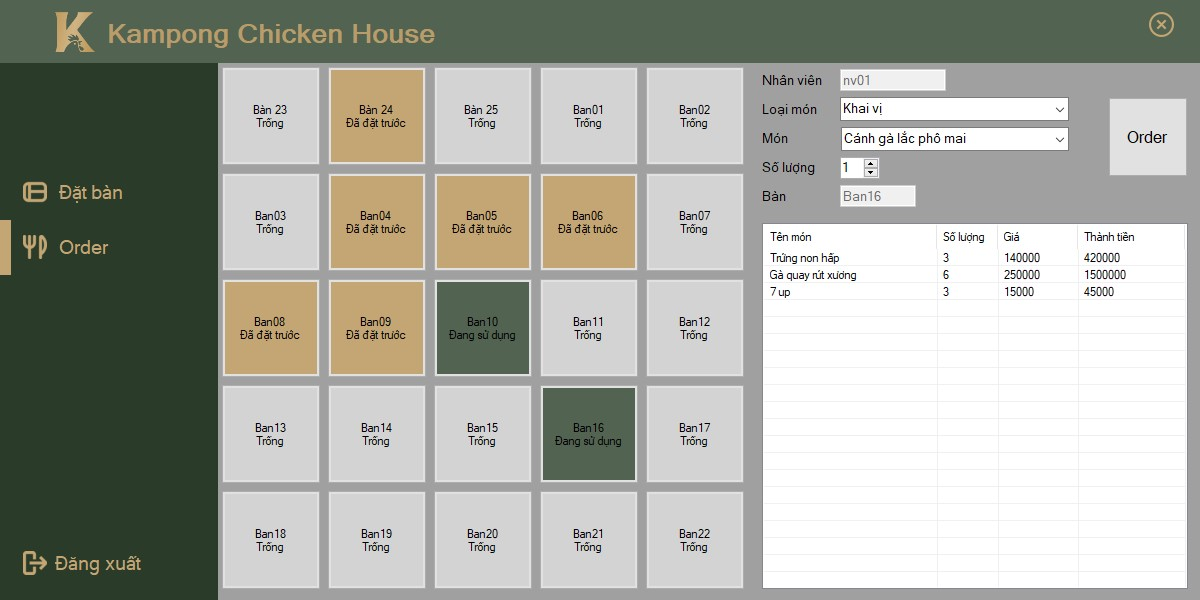 K Kampong Chicken House
Đặt bàn
Order
Đăng xuất
Bàn 23
Trống
Bàn 24
Đã đặt trước
Bàn 25
Trống
Ban01
Trống
Ban02
Trống
Ban03
Trống
Ban04
Đã đặt trước
Ban05
Đã đặt trước
Ban06
Đã đặt trước
Ban07
Trống
Ban08
Đã đặt trước
Ban09
Đã đặt trước
Ban10
Đang sử dụng
Ban11
Trống
Ban12
Trống
Ban13
Trống
Ban14
Trống
Ban15
Trống
Ban16
Đang sử dụng
Ban17
Trống
Ban18
Trống
Ban19
Trống
Ban20
Trống
Ban21
Trống
Ban22
Trống
Nhân viên nv01
Loại món Khai vị
Món Cánh gà lắc phô mai
Số lượng 1
Bàn Ban16
Order
Tên món Số lượng Giá Thành tiền
Trứng non hấp 3 140000 420000
Gà quay rút xương 6 250000 1500000
7 up 3 15000 45000